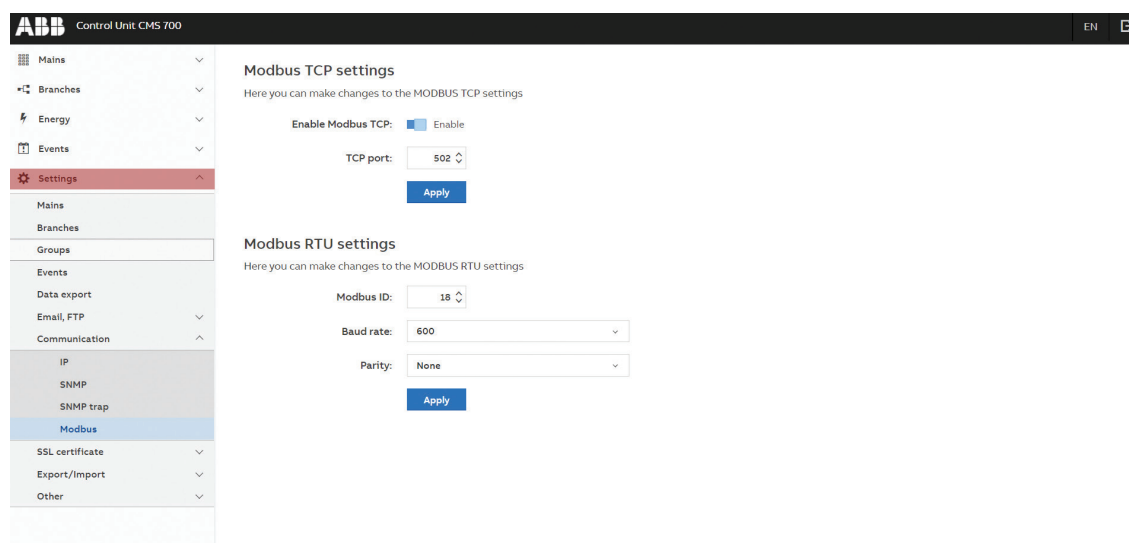 ABB Control Unit CMS 700
EN
Mains
Branches
Energy
Events
Settings
Mains
Branches
Groups
Events
Data export
Email, FTP
Communication
IP
SNMP
SNMP trap
Modbus
SSL certificate
Export/Import
Other
Modbus TCP settings
Here you can make changes to the MODBUS TCP settings
Enable Modbus TCP: Enable
TCP port: 502
Apply
Modbus RTU settings
Here you can make changes to the MODBUS RTU settings
Modbus ID: 18
Baud rate: 600
Parity: None
Apply